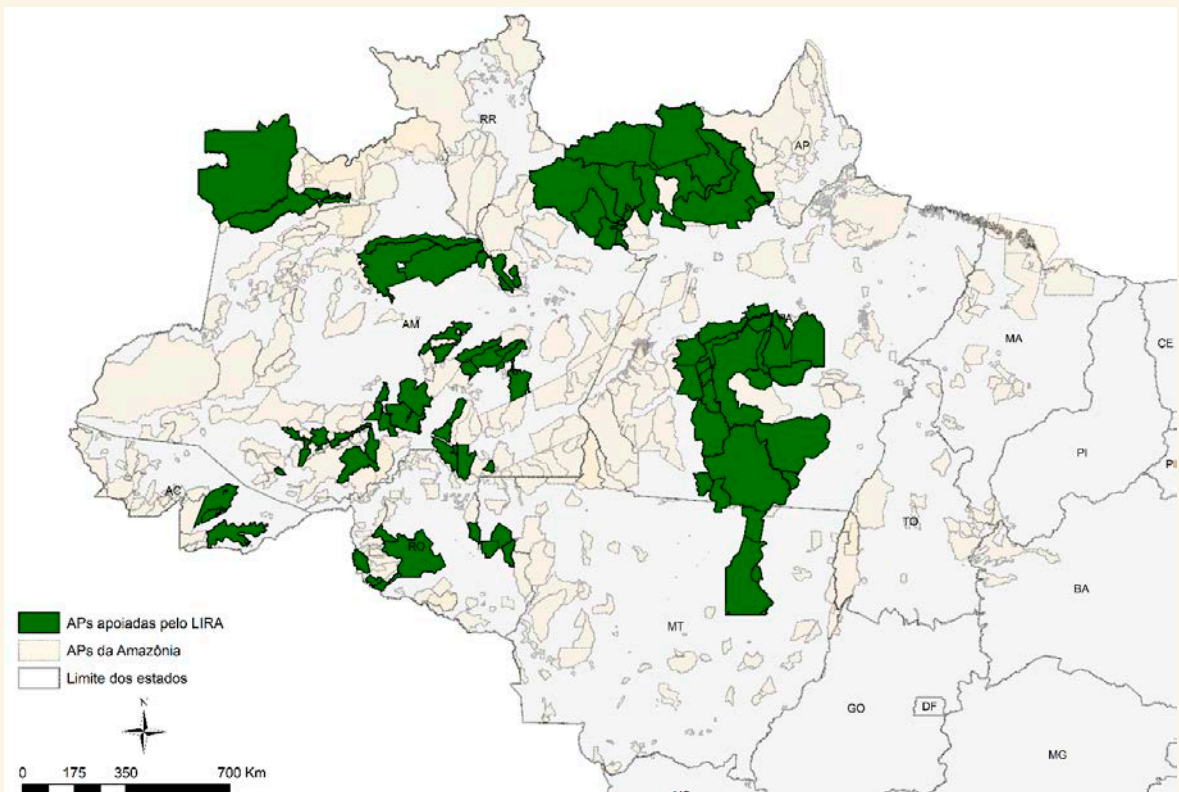 RR
AP
AM
PA
MA
CE
PI
AC
TO
RO
BA
MT
APs apoiadas pelo LIRA
APs da Amazônia
Limite dos estados
N
GO
DF
MG
0 175 350 700 Km